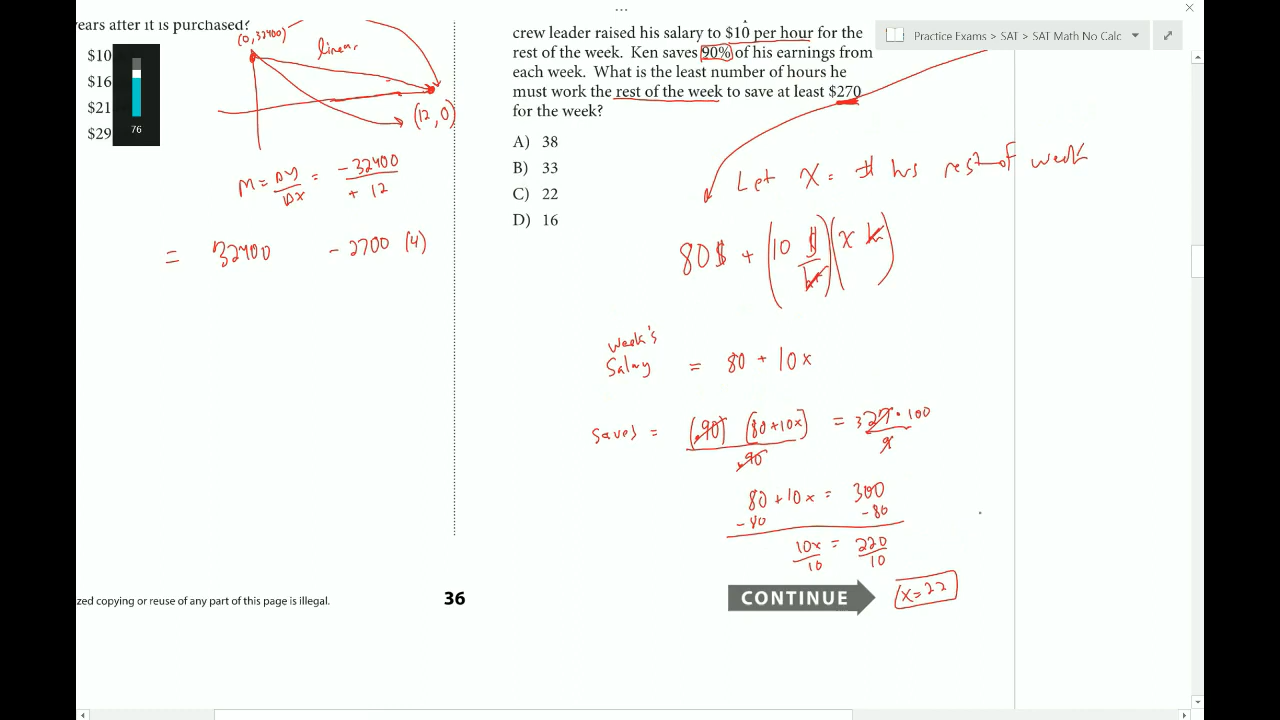 years after it is purchased?
$10
$16
$21
$29
76
(0,32400)
linear
(12,0)
M = Δy/Δx = -32400/+12
= 32400 - 2700 (4)
...
Practice Exams > SAT > SAT Math No Calc
crew leader raised his salary to $10 per hour for the
rest of the week. Ken saves 90% of his earnings from
each week. What is the least number of hours he
must work the rest of the week to save at least $270
for the week?
A) 38
B) 33
C) 22
D) 16
Let X = # hrs rest of week
80$ + (10 $/hr)(x hr)
week's
Salary = 80 + 10x
saves = (.90) (80+10x)/.90 = 327.100/9
80 + 10x = 300
-80 -80
10x/10 = 220/10
x = 22
zed copying or reuse of any part of this page is illegal.
36
CONTINUE